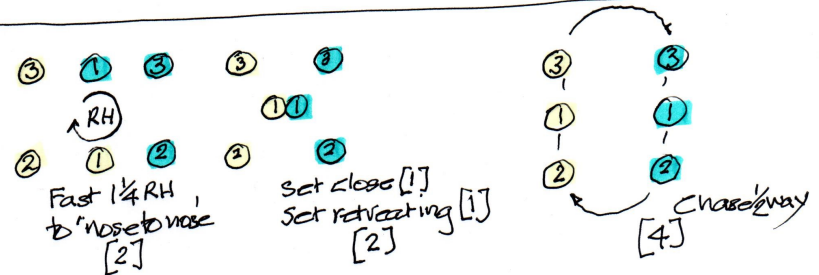 3 1 3
RH
2 1 2
Fast 1¼ RH
to "nose to nose"
[2]
3 3
1 1
2 2
Set close [1]
Set retreating [1]
[2]
3 3
1 1
2 2
Chase ½ way
[4]